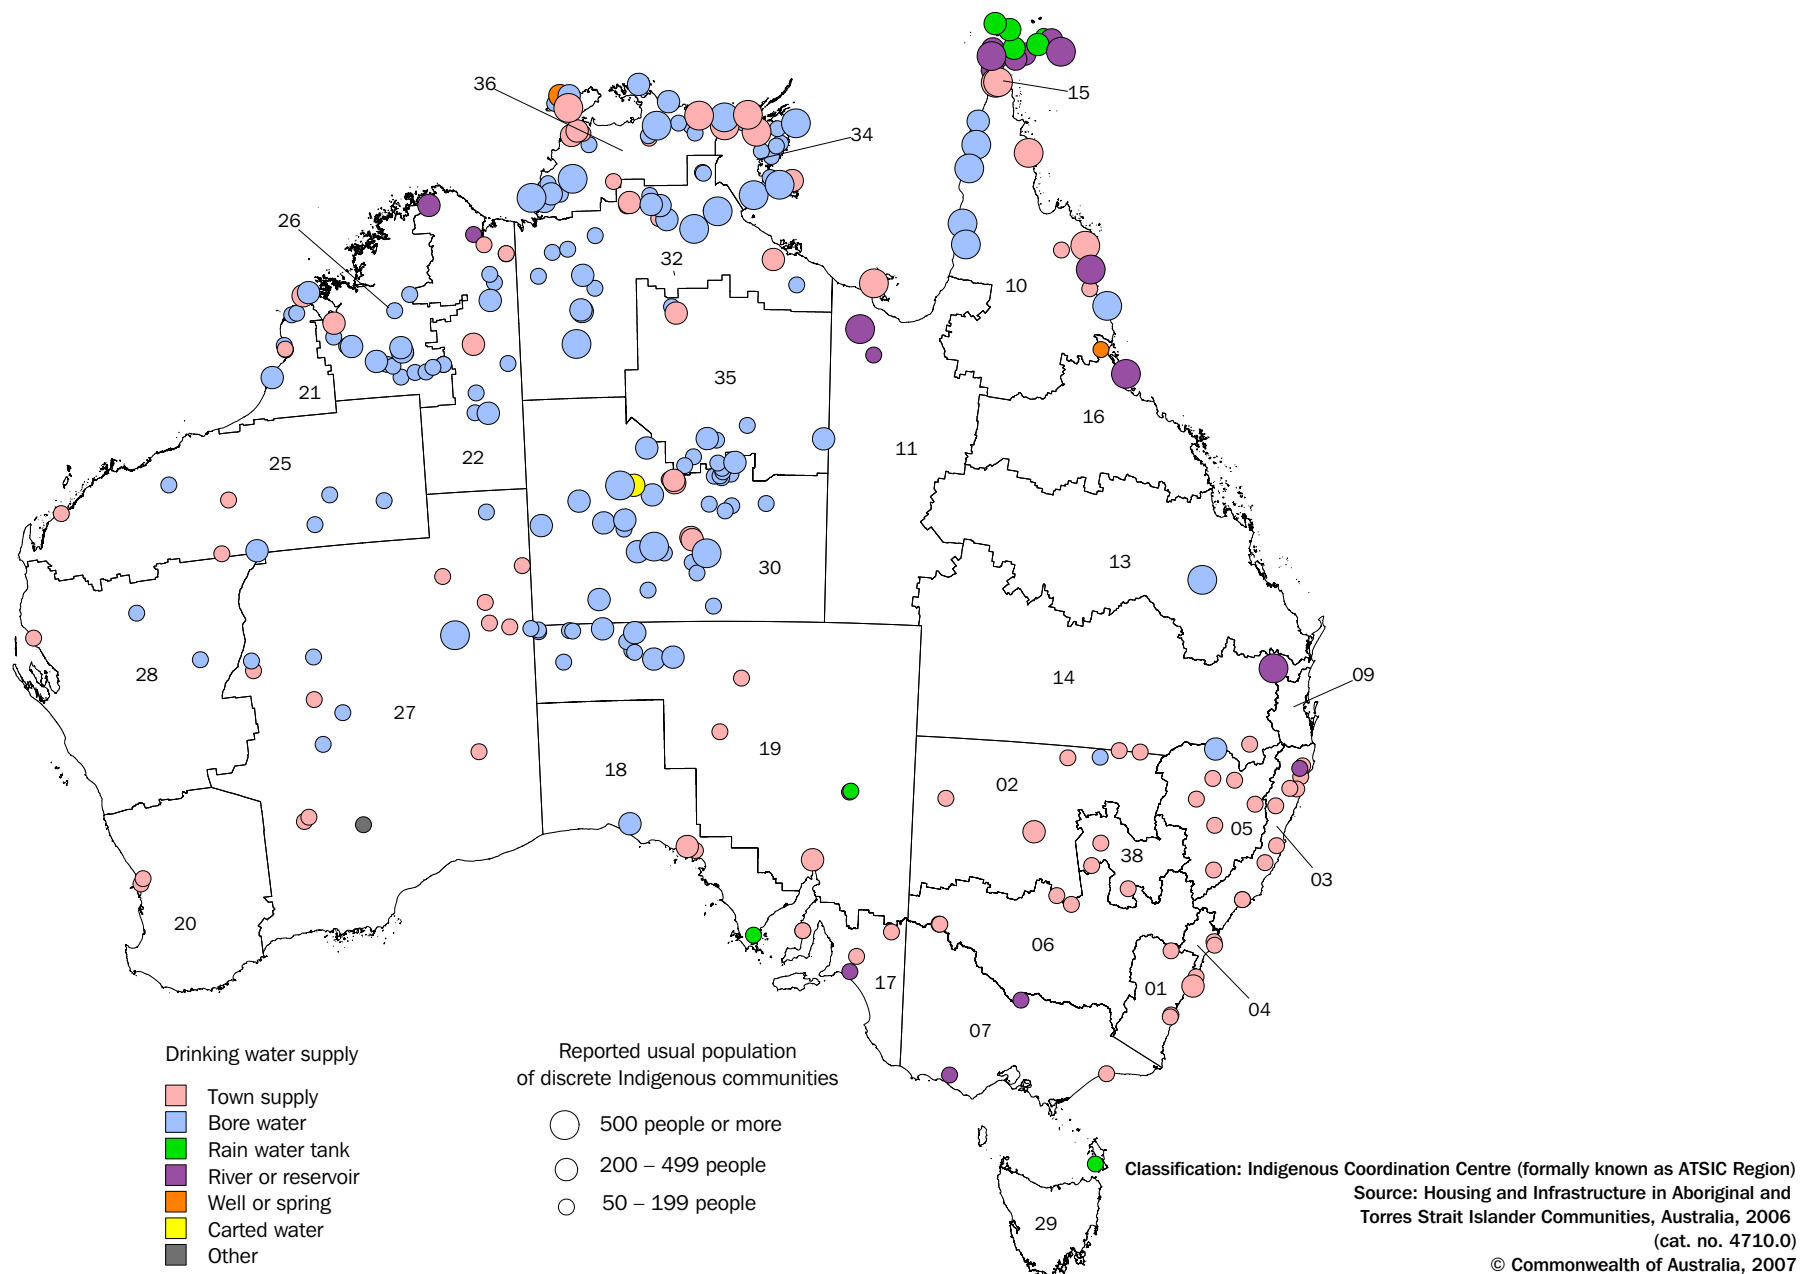 36
15
34
26
32
10
35
21
16
11
25
22
13
30
28
14
09
27
19
18
02
05
38
03
20
06
17
01
04
07
29
Drinking water supply
Town supply
Bore water
Rain water tank
River or reservoir
Well or spring
Carted water
Other
Reported usual population
of discrete Indigenous communities
500 people or more
200 – 499 people
50 – 199 people
Classification: Indigenous Coordination Centre (formally known as ATSIC Region)
Source: Housing and Infrastructure in Aboriginal and
Torres Strait Islander Communities, Australia, 2006
(cat. no. 4710.0)
© Commonwealth of Australia, 2007